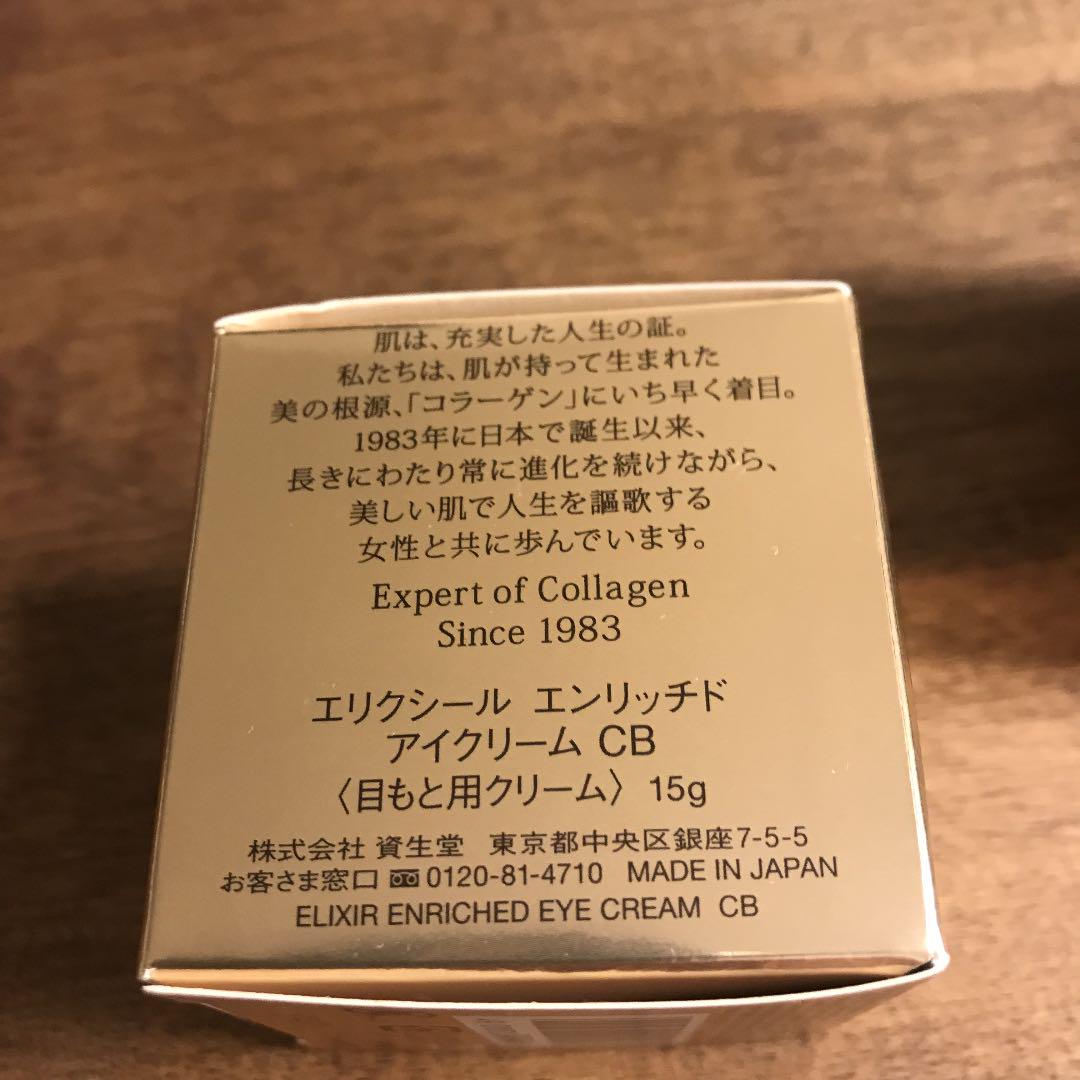 肌は、充実した人生の証。
私たちは、肌が持って生まれた
美の根源、「コラーゲン」にいち早く着目。
1983年に日本で誕生以来、
長きにわたり常に進化を続けながら、
美しい肌で人生を謳歌する
女性と共に歩んでいます。
Expert of Collagen
Since 1983
エリクシール エンリッチド
アイクリーム CB
〈目もと用クリーム〉 15g
株式会社 資生堂 東京都中央区銀座7-5-5
お客さま窓口 0120-81-4710 MADE IN JAPAN
ELIXIR ENRICHED EYE CREAM CB